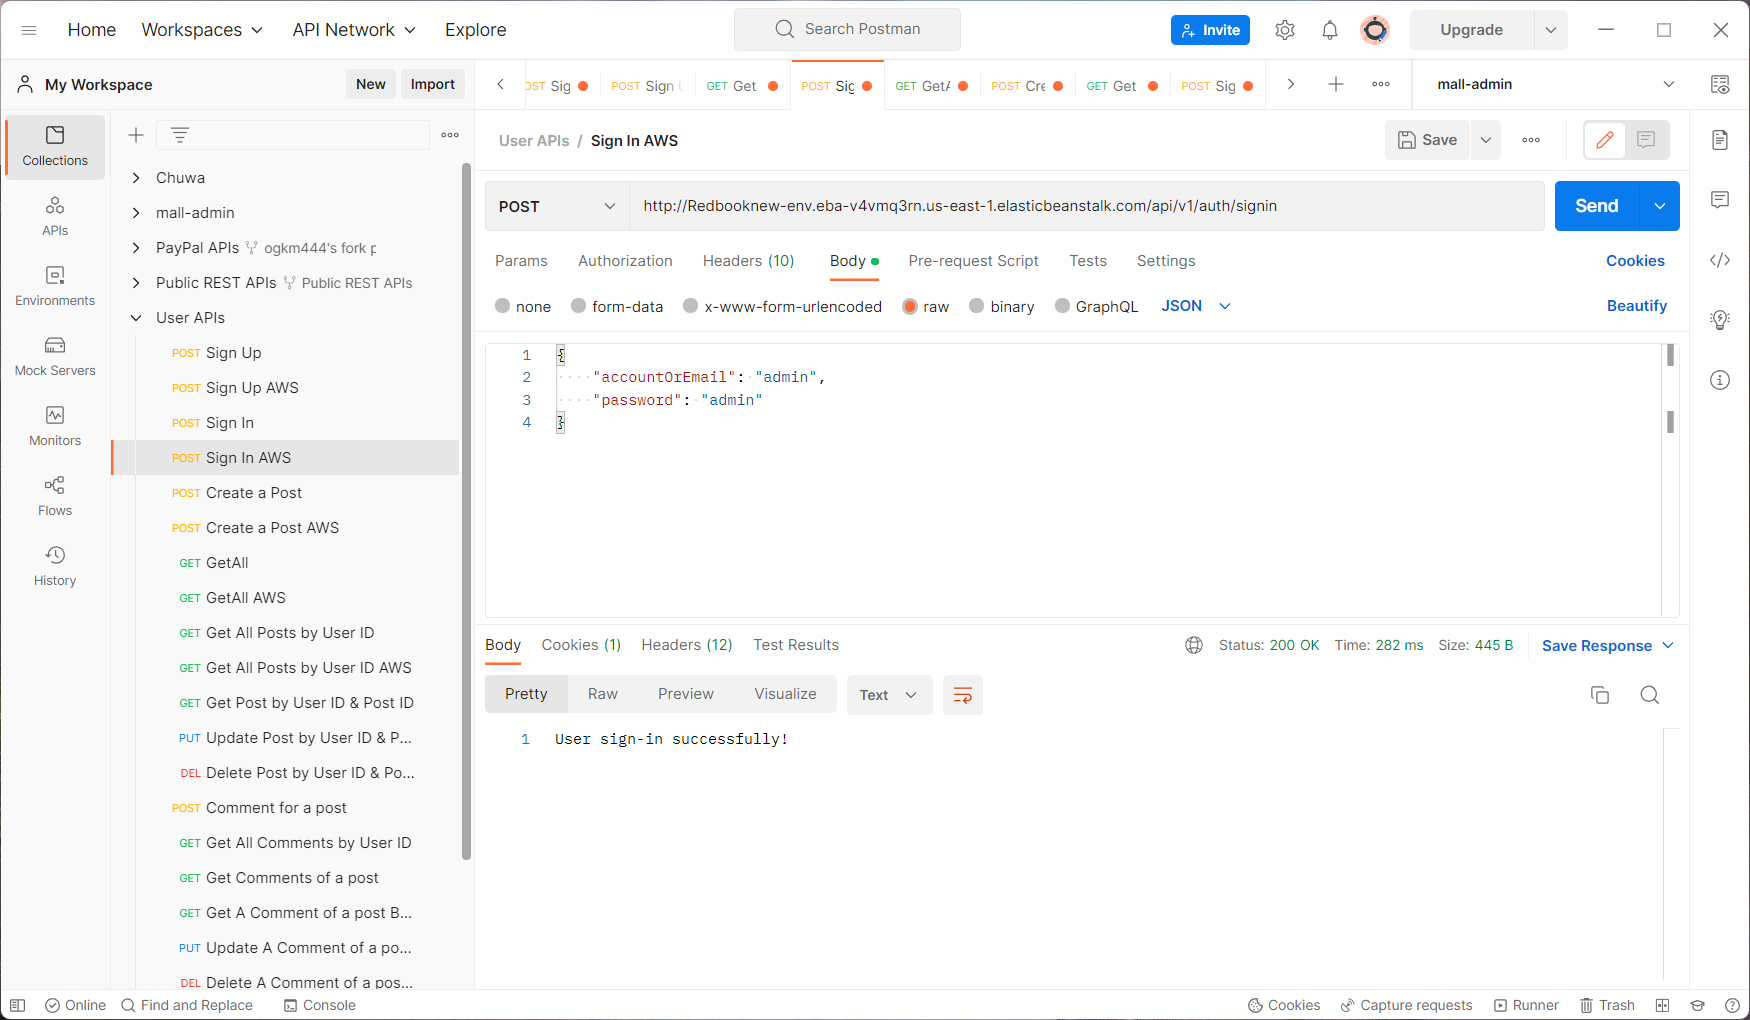 Home Workspaces API Network Explore Search Postman Invite Upgrade
My Workspace New Import
POST Sign GET Get POST GET POST GET Get POST mall-admin
Collections
APIs
Environments
Mock Servers
Monitors
Flows
History
Chuwa
mall-admin
PayPal APIs ogkm444's fork
Public REST APIs Public REST APIs
User APIs
POST Sign Up
POST Sign Up AWS
POST Sign In
POST Sign In AWS
POST Create a Post
POST Create a Post AWS
GET GetAll
GET GetAll AWS
GET Get All Posts by User ID
GET Get All Posts by User ID AWS
GET Get Post by User ID & Post ID
PUT Update Post by User ID & P...
DEL Delete Post by User ID & Po...
POST Comment for a post
GET Get All Comments by User ID
GET Get Comments of a post
GET Get A Comment of a post B...
PUT Update A Comment of a po...
DEL Delete A Comment of a pos...
User APIs / Sign In AWS Save
POST http://Redbooknew-env.eba-v4vmq3rn.us-east-1.elasticbeanstalk.com/api/v1/auth/signin Send
Params Authorization Headers (10) Body Pre-request Script Tests Settings Cookies
none form-data x-www-form-urlencoded raw binary GraphQL JSON Beautify
1 {
2 "accountOrEmail": "admin",
3 "password": "admin"
4 }
Body Cookies (1) Headers (12) Test Results Status: 200 OK Time: 282 ms Size: 445 B Save Response
Pretty Raw Preview Visualize Text
1 User sign-in successfully!
Online Find and Replace Console Cookies Capture requests Runner Trash